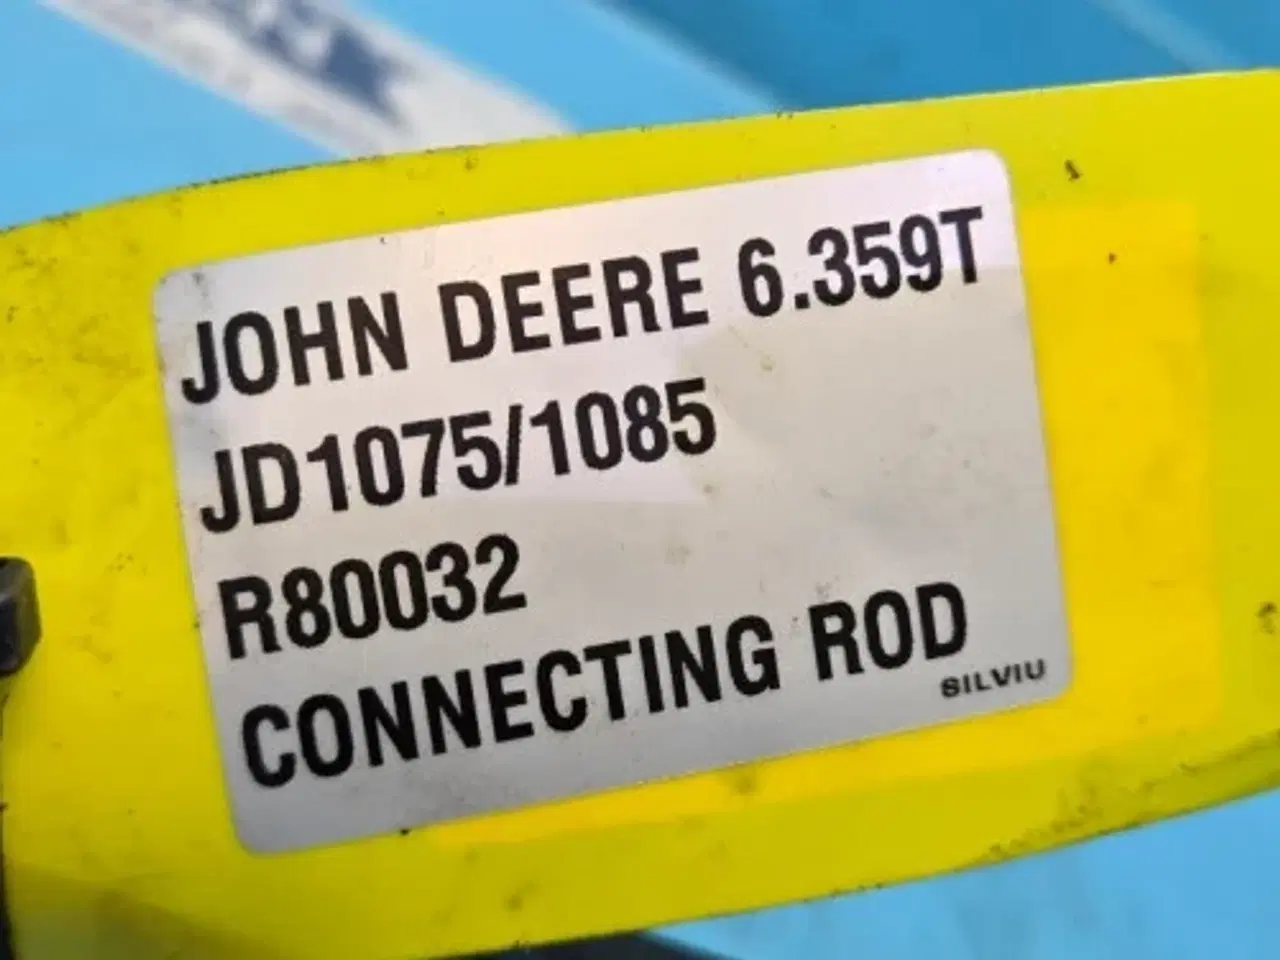 JOHN DEERE 6.359T
JD1075/1085
R80032
CONNECTING ROD
SILVIU